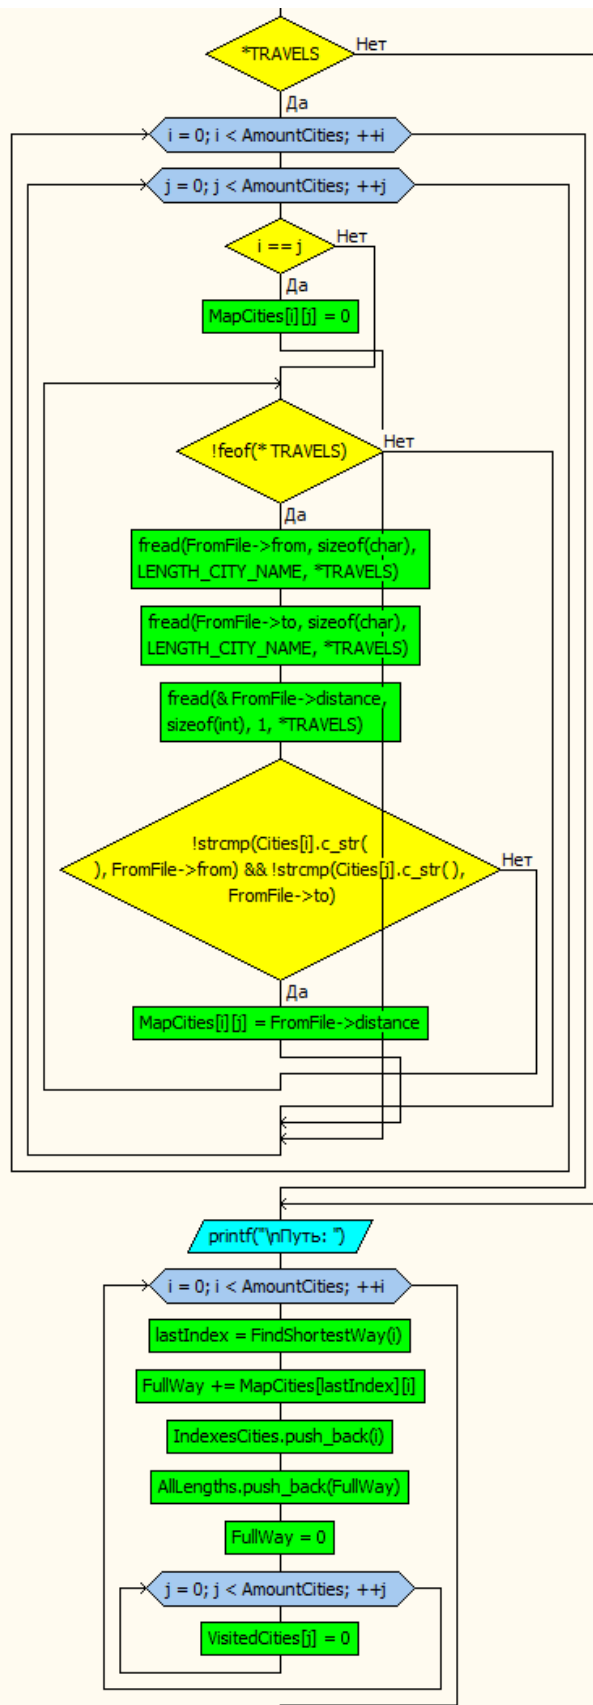 *TRAVELS
Нет
Да
i = 0; i < AmountCities; ++i
j = 0; j < AmountCities; ++j
i == j
Нет
Да
MapCities[i][j] = 0
!feof(* TRAVELS)
Нет
Да
fread(FromFile->from, sizeof(char),
LENGTH_CITY_NAME, *TRAVELS)
fread(FromFile->to, sizeof(char),
LENGTH_CITY_NAME, *TRAVELS)
fread(& FromFile->distance,
sizeof(int), 1, *TRAVELS)
!strcmp(Cities[i].c_str(
), FromFile->from) && !strcmp(Cities[j].c_str( ),
FromFile->to)
Нет
Да
MapCities[i][j] = FromFile->distance
printf("\nПуть: ")
i = 0; i < AmountCities; ++i
lastIndex = FindShortestWay(i)
FullWay += MapCities[lastIndex][i]
IndexesCities.push_back(i)
AllLengths.push_back(FullWay)
FullWay = 0
j = 0; j < AmountCities; ++j
VisitedCities[j] = 0